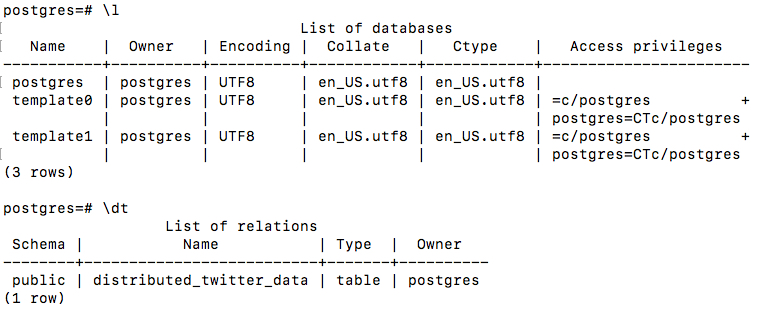 postgres=# \l
                                 List of databases
   Name    |  Owner   | Encoding |  Collate   |   Ctype    |   Access privileges
-----------+----------+----------+------------+------------+-----------------------
 postgres  | postgres | UTF8     | en_US.utf8 | en_US.utf8 |
 template0 | postgres | UTF8     | en_US.utf8 | en_US.utf8 | =c/postgres          +
           |          |          |            |            | postgres=CTc/postgres
 template1 | postgres | UTF8     | en_US.utf8 | en_US.utf8 | =c/postgres          +
           |          |          |            |            | postgres=CTc/postgres
(3 rows)

postgres=# \dt
                  List of relations
 Schema |           Name           | Type  |  Owner
--------+--------------------------+-------+----------
 public | distributed_twitter_data | table | postgres
(1 row)